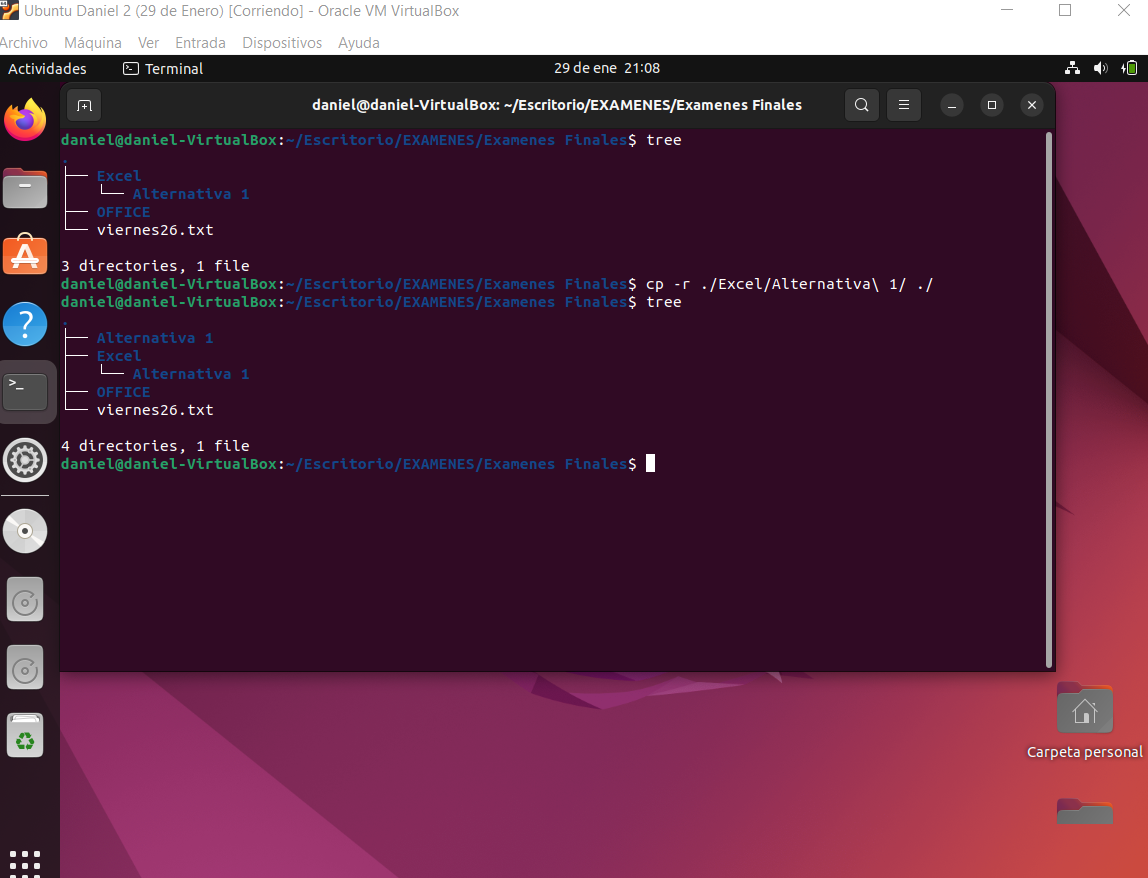 Ubuntu Daniel 2 (29 de Enero) [Corriendo] - Oracle VM VirtualBox
Archivo Máquina Ver Entrada Dispositivos Ayuda
Actividades Terminal 29 de ene 21:08
daniel@daniel-VirtualBox: ~/Escritorio/EXAMENES/Examenes Finales
daniel@daniel-VirtualBox:~/Escritorio/EXAMENES/Examenes Finales$ tree
.
├── Excel
│   └── Alternativa 1
├── OFFICE
└── viernes26.txt
3 directories, 1 file
daniel@daniel-VirtualBox:~/Escritorio/EXAMENES/Examenes Finales$ cp -r ./Excel/Alternativa\ 1/ ./
daniel@daniel-VirtualBox:~/Escritorio/EXAMENES/Examenes Finales$ tree
.
├── Alternativa 1
├── Excel
│   └── Alternativa 1
├── OFFICE
└── viernes26.txt
4 directories, 1 file
daniel@daniel-VirtualBox:~/Escritorio/EXAMENES/Examenes Finales$
Carpeta personal